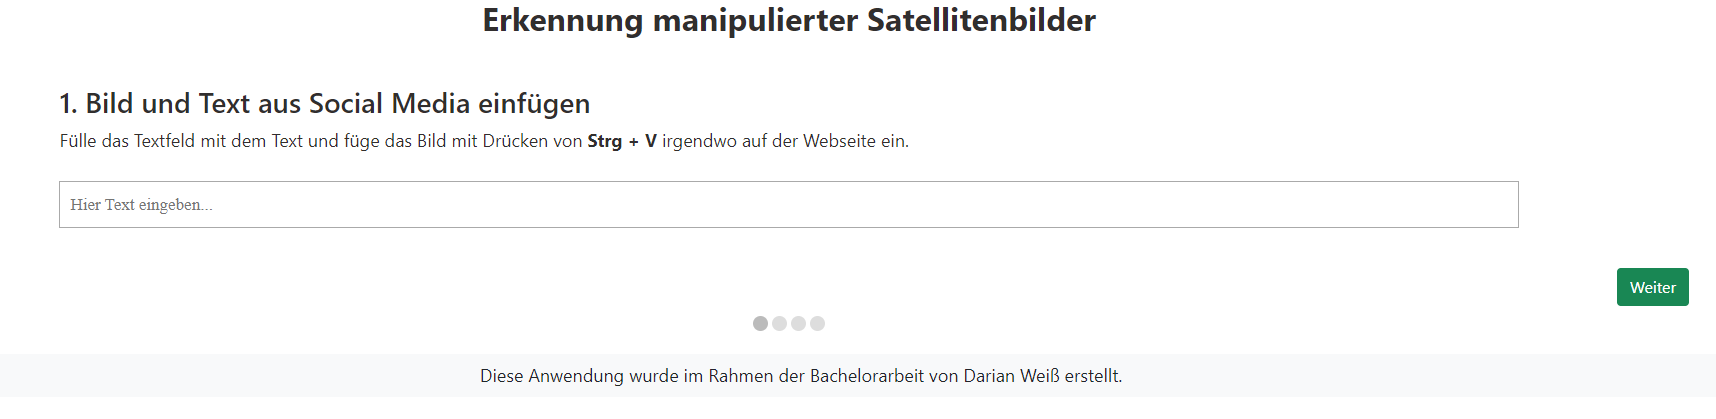 Erkennung manipulierter Satellitenbilder
1. Bild und Text aus Social Media einfügen
Fülle das Textfeld mit dem Text und füge das Bild mit Drücken von Strg + V irgendwo auf der Webseite ein.
Hier Text eingeben...
Weiter
Diese Anwendung wurde im Rahmen der Bachelorarbeit von Darian Weiß erstellt.